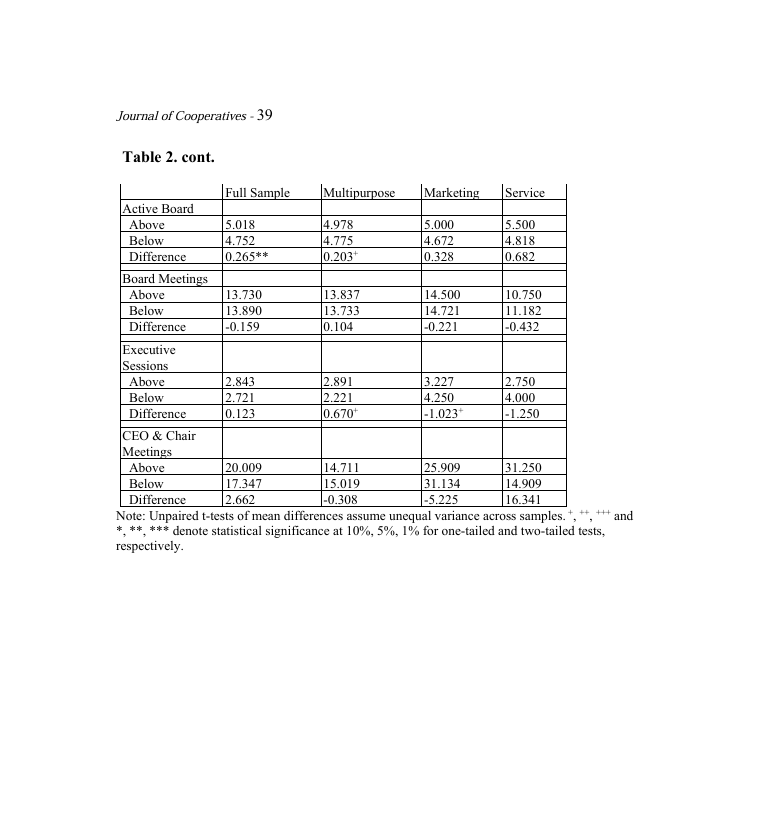 Journal of Cooperatives - 39
Table 2. cont.
Full Sample Multipurpose Marketing Service
Active Board
Above 5.018 4.978 5.000 5.500
Below 4.752 4.775 4.672 4.818
Difference 0.265** 0.203+ 0.328 0.682
Board Meetings
Above 13.730 13.837 14.500 10.750
Below 13.890 13.733 14.721 11.182
Difference -0.159 0.104 -0.221 -0.432
Executive
Sessions
Above 2.843 2.891 3.227 2.750
Below 2.721 2.221 4.250 4.000
Difference 0.123 0.670+ -1.023+ -1.250
CEO & Chair
Meetings
Above 20.009 14.711 25.909 31.250
Below 17.347 15.019 31.134 14.909
Difference 2.662 -0.308 -5.225 16.341
Note: Unpaired t-tests of mean differences assume unequal variance across samples. +, ++, +++ and
*, **, *** denote statistical significance at 10%, 5%, 1% for one-tailed and two-tailed tests,
respectively.